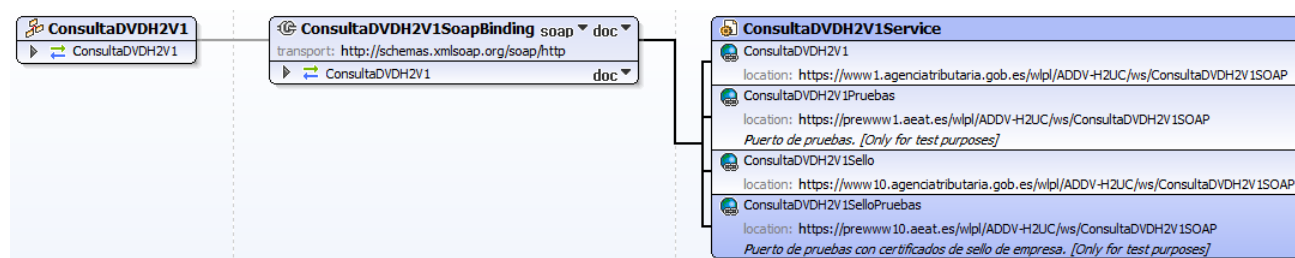 ConsultaDVDH2V1
ConsultaDVDH2V1
ConsultaDVDH2V1SoapBinding soap doc
transport: http://schemas.xmlsoap.org/soap/http
ConsultaDVDH2V1 doc
ConsultaDVDH2V1Service
ConsultaDVDH2V1
location: https://www1.agenciatributaria.gob.es/wlpl/ADDV-H2UC/ws/ConsultaDVDH2V1SOAP
ConsultaDVDH2V1Pruebas
location: https://prewww1.aeat.es/wlpl/ADDV-H2UC/ws/ConsultaDVDH2V1SOAP
Puerto de pruebas. [Only for test purposes]
ConsultaDVDH2V1Sello
location: https://www10.agenciatributaria.gob.es/wlpl/ADDV-H2UC/ws/ConsultaDVDH2V1SOAP
ConsultaDVDH2V1SelloPruebas
location: https://prewww10.aeat.es/wlpl/ADDV-H2UC/ws/ConsultaDVDH2V1SOAP
Puerto de pruebas con certificados de sello de empresa. [Only for test purposes]